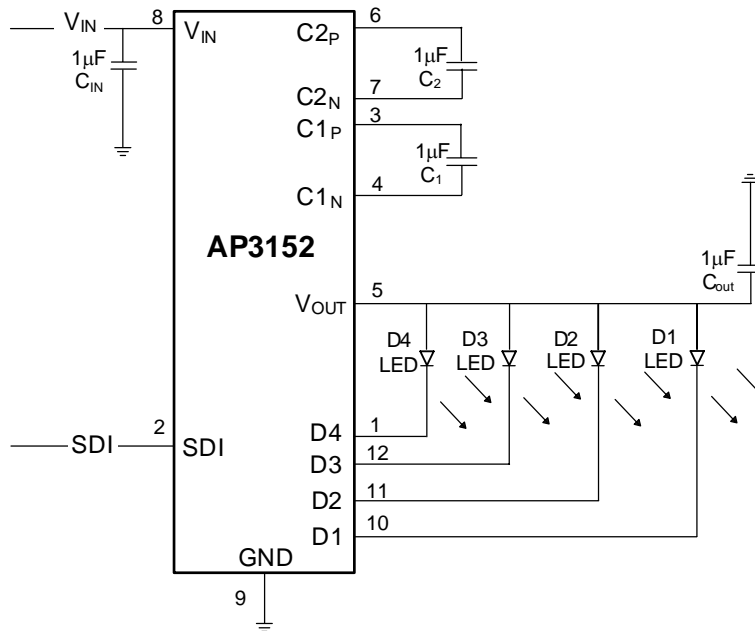 V_IN
8
V_IN
1μF
C_IN
C2_P
6
1μF
C_2
C2_N
7
C1_P
3
1μF
C_1
C1_N
4
AP3152
V_OUT
5
1μF
C_out
D4
LED
D3
LED
D2
LED
D1
LED
SDI
2
SDI
D4
1
D3
12
D2
11
D1
10
GND
9